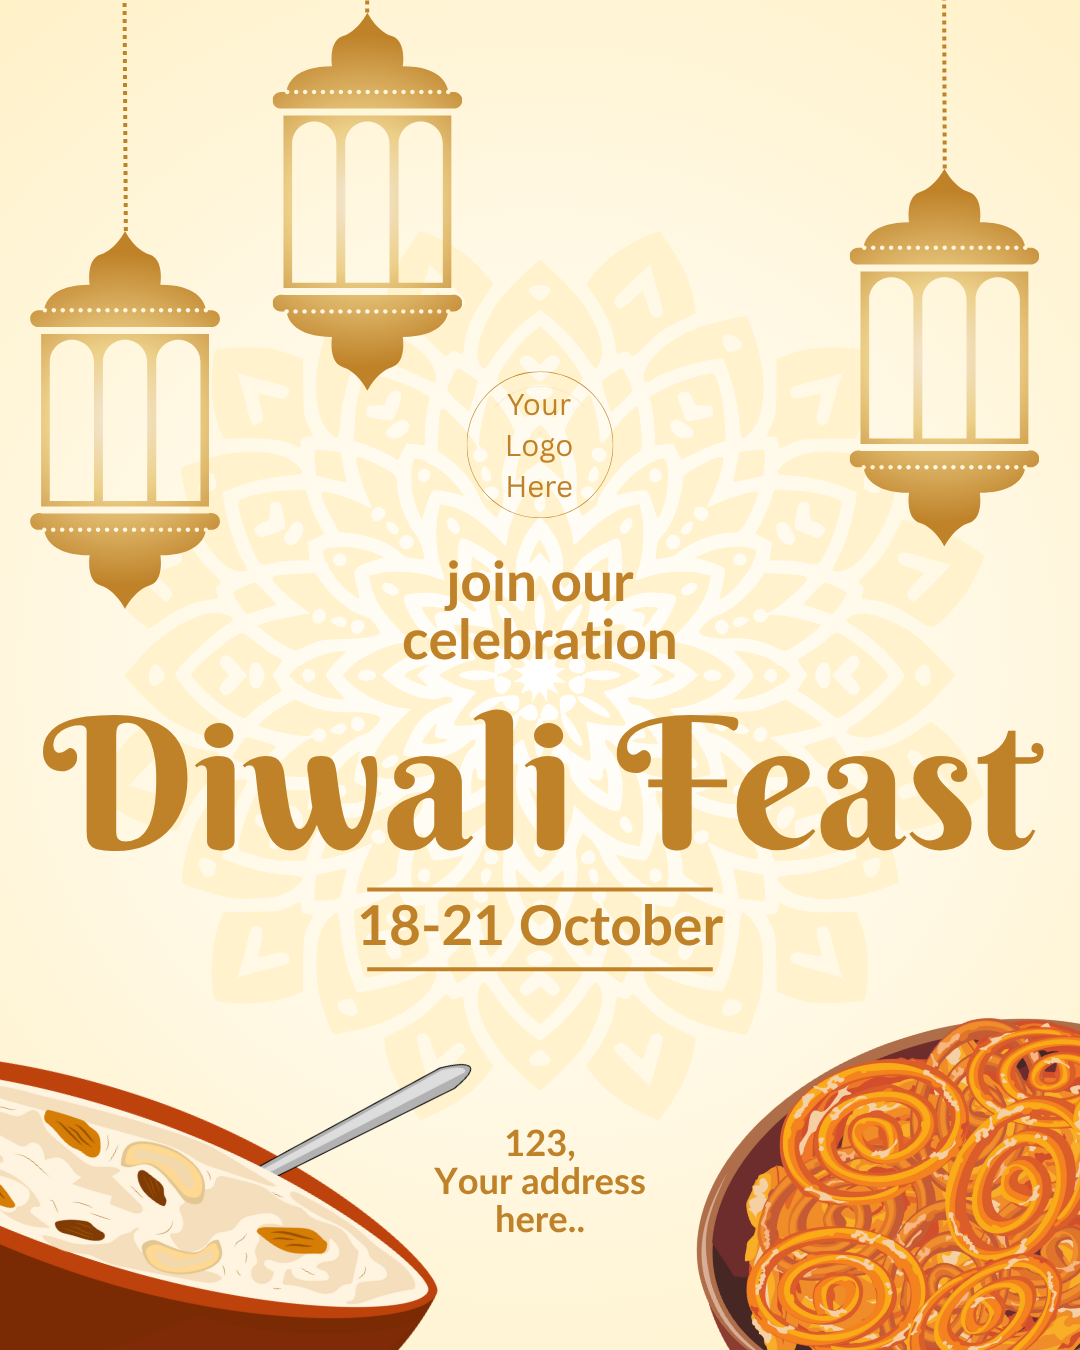 Your
Logo
Here
join our
celebration
Diwali Feast
18-21 October
123,
Your address
here..